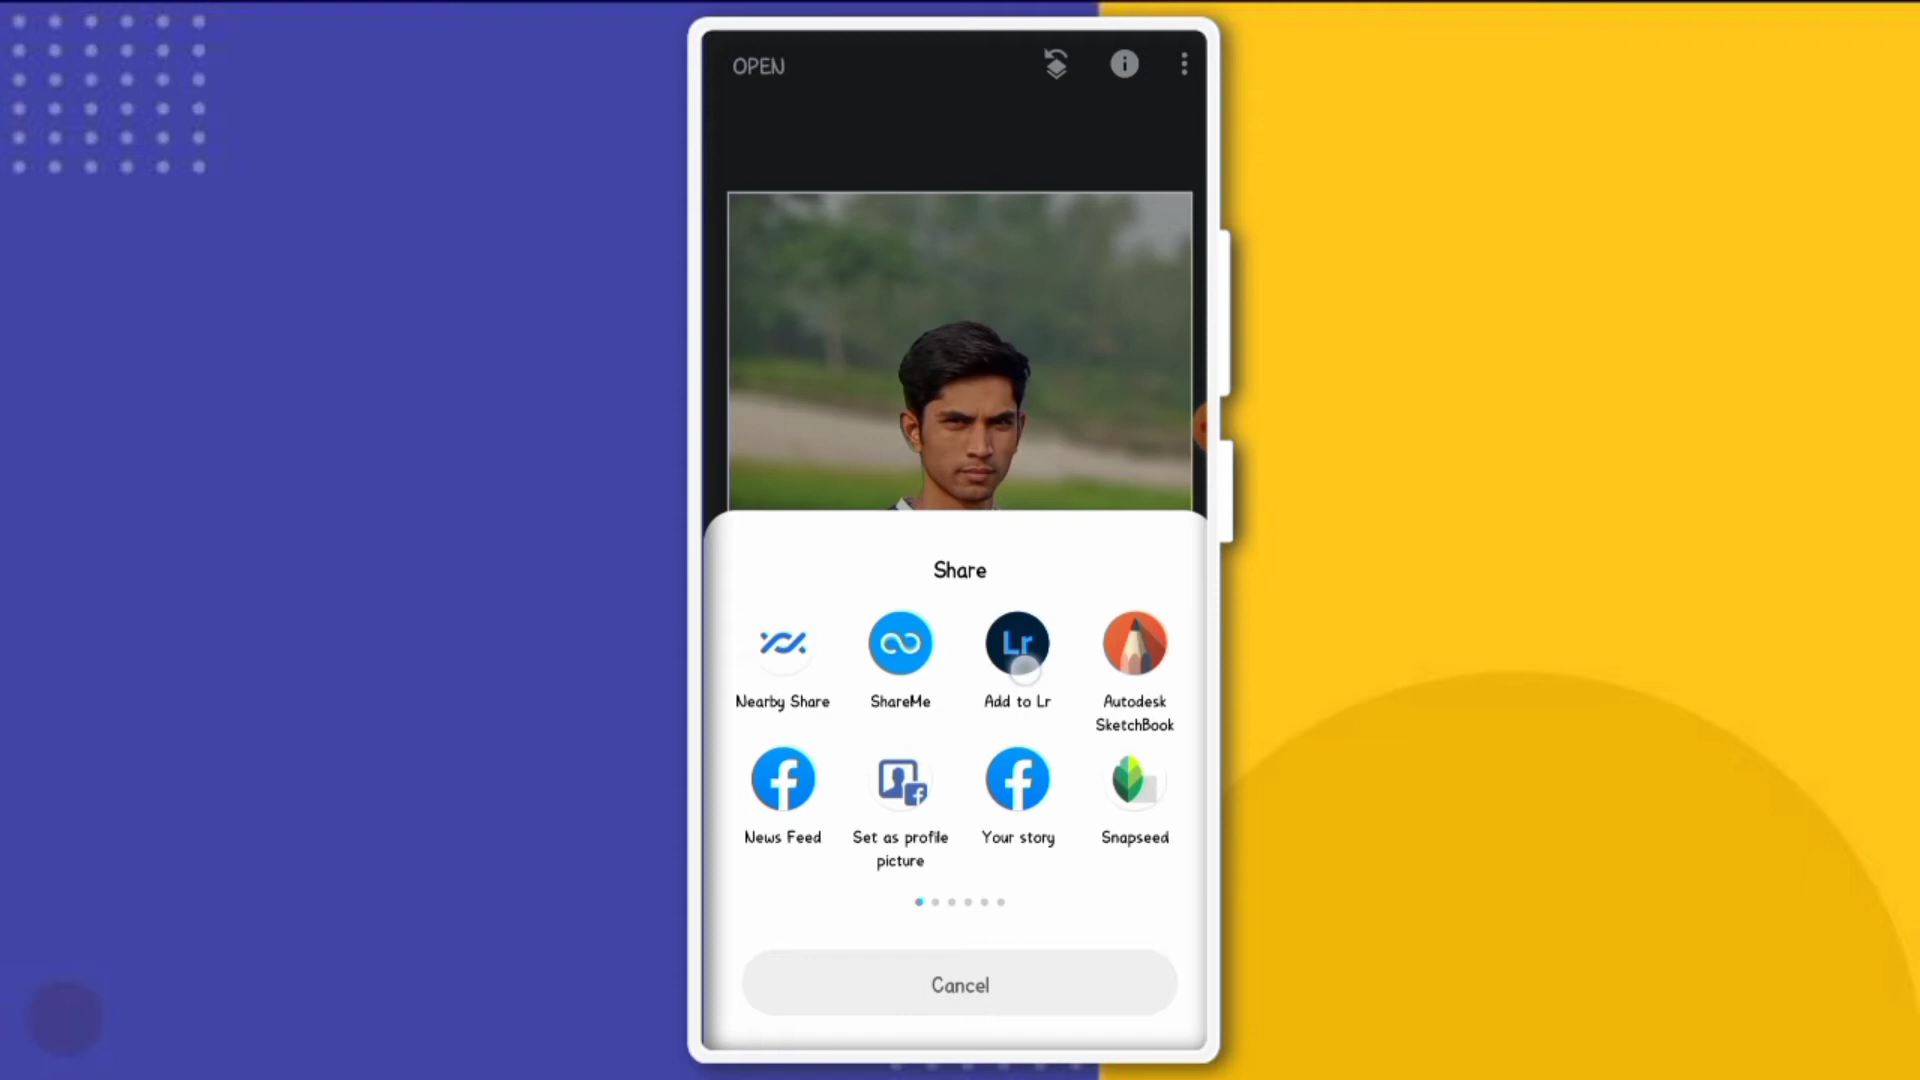 OPEN
Share
Lr
Nearby Share
ShareMe
Add to Lr
Autodesk
SketchBook
News Feed
Set as profile
picture
Your story
Snapseed
Cancel